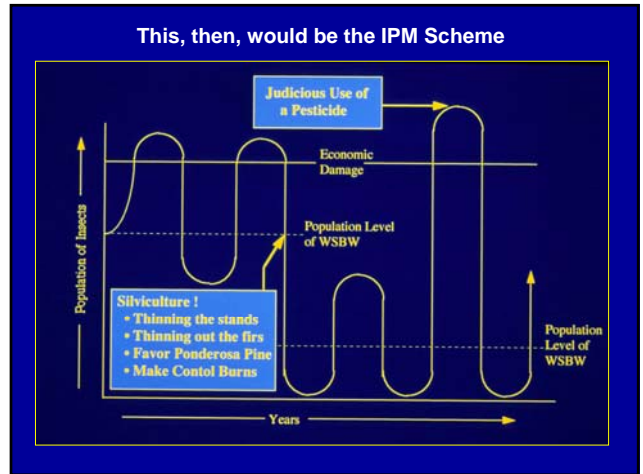 This, then, would be the IPM Scheme
Judicious Use of
a Pesticide
Economic
Damage
Population of Insects
Population Level
of WSBW
Silviculture !
• Thinning the stands
• Thinning out the firs
• Favor Ponderosa Pine
• Make Contol Burns
Population
Level of
WSBW
Years